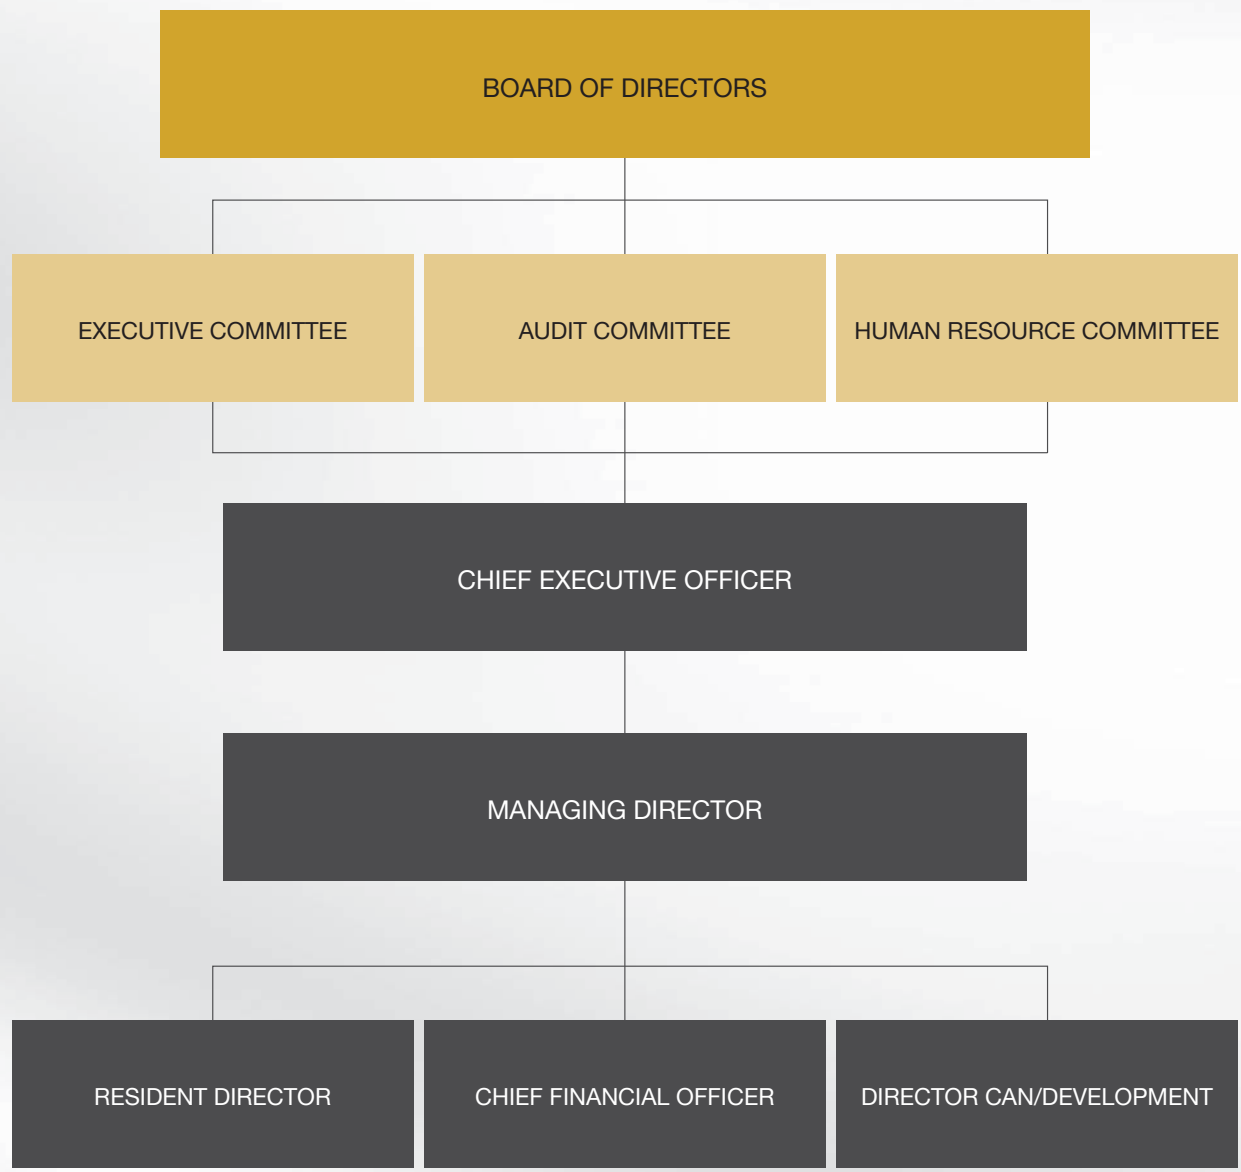 BOARD OF DIRECTORS
EXECUTIVE COMMITTEE
AUDIT COMMITTEE
HUMAN RESOURCE COMMITTEE
CHIEF EXECUTIVE OFFICER
MANAGING DIRECTOR
RESIDENT DIRECTOR
CHIEF FINANCIAL OFFICER
DIRECTOR CAN/DEVELOPMENT